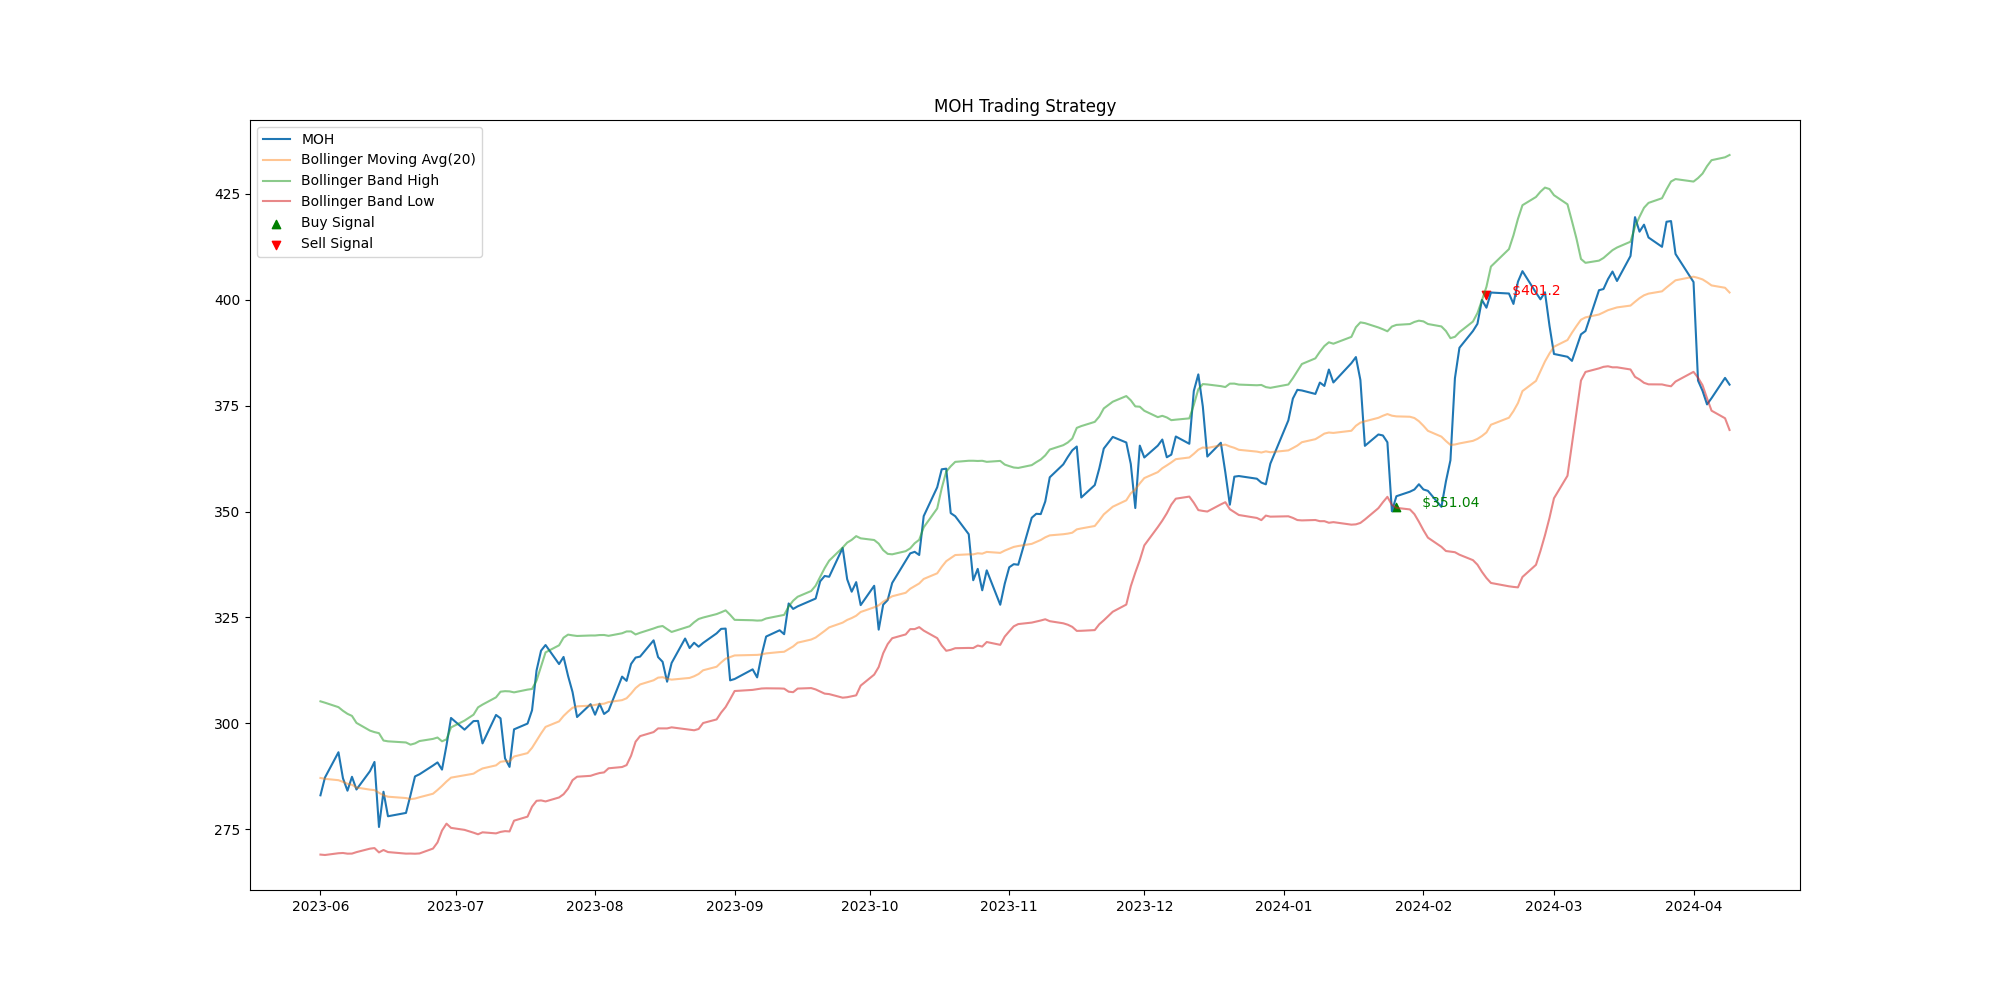 MOH Trading Strategy
MOH
Bollinger Moving Avg(20)
Bollinger Band High
Bollinger Band Low
Buy Signal
Sell Signal
425
400
375
350
325
300
275
$401.2
$351.04
2023-06 2023-07 2023-08 2023-09 2023-10 2023-11 2023-12 2024-01 2024-02 2024-03 2024-04